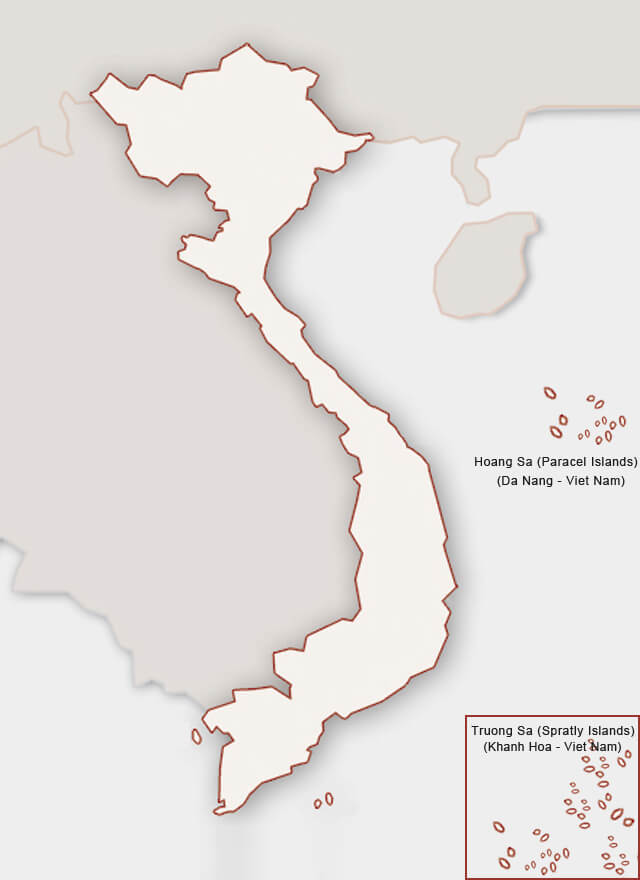 Hoang Sa (Paracel Islands)
(Da Nang - Viet Nam)
Truong Sa (Spratly Islands)
(Khanh Hoa - Viet Nam)